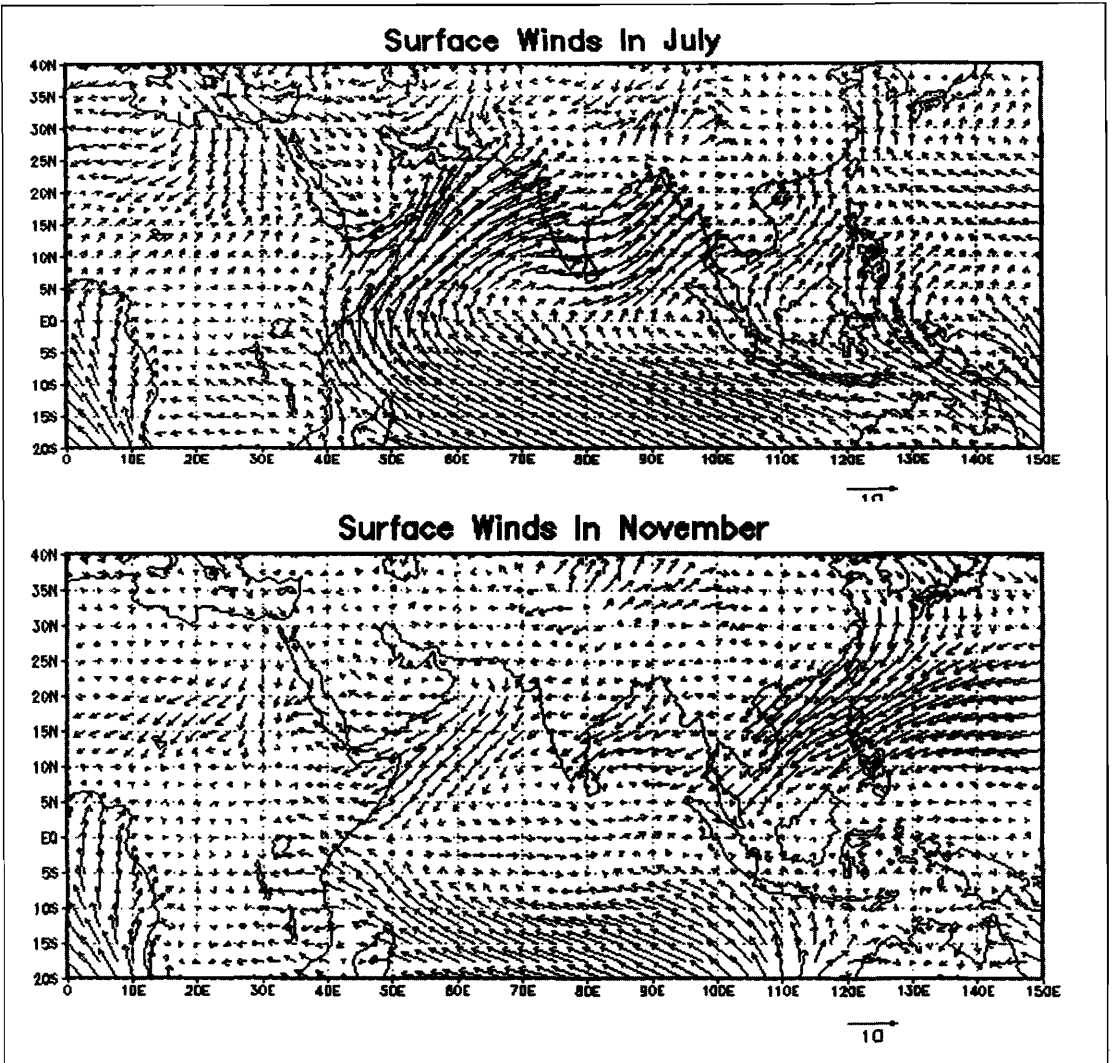 Surface Winds In July
40N
35N
30N
25N
20N
15N
10N
5N
EQ
5S
10S
15S
20S
0 10E 20E 30E 40E 50E 60E 70E 80E 90E 100E 110E 120E 130E 140E 150E
10
Surface Winds In November
40N
35N
30N
25N
20N
15N
10N
5N
EQ
5S
10S
15S
20S
0 10E 20E 30E 40E 50E 60E 70E 80E 90E 100E 110E 120E 130E 140E 150E
10